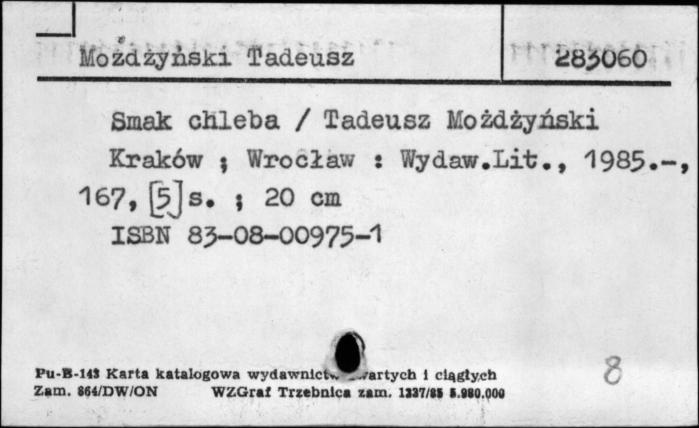 Możdżyński Tadeusz 283060
Smak chleba / Tadeusz Możdżyński
Kraków ; Wrocław : Wydaw.Lit., 1985.-,
167, [5] s. ; 20 cm
ISBN 83-08-00975-1
Pu-B-143 Karta katalogowa i ciągłych
Zam. 864/DW/ON WZGraf Trzebnica zam. 1337/85 5.980.000
8